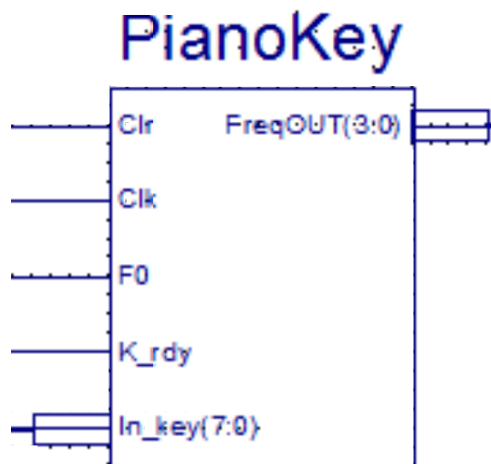 PianoKey
Clr FreqOUT(3:0)
Clk
F0
K_rdy
In_key(7:0)